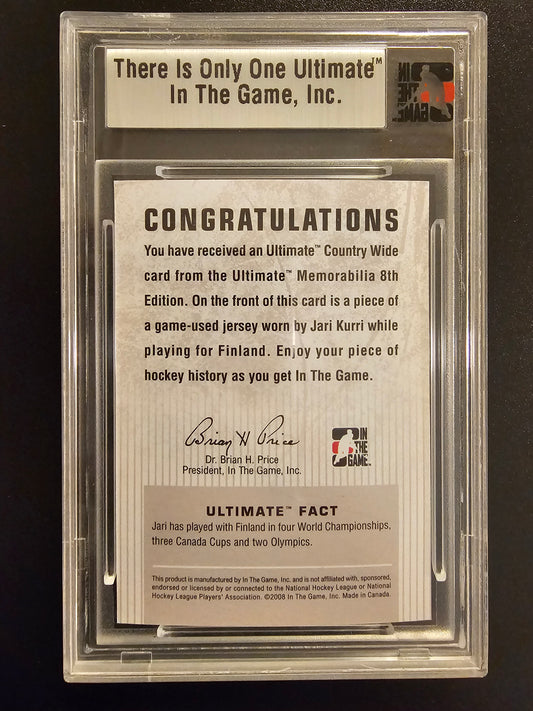 There Is Only One Ultimate™
In The Game, Inc.
IN
THE
GAME
CONGRATULATIONS
You have received an Ultimate™ Country Wide
card from the Ultimate™ Memorabilia 8th
Edition. On the front of this card is a piece of
a game-used jersey worn by Jari Kurri while
playing for Finland. Enjoy your piece of
hockey history as you get In The Game.
Brian H Price
Dr. Brian H. Price
President, In The Game, Inc.
IN
THE
GAME
ULTIMATE™ FACT
Jari has played with Finland in four World Championships,
three Canada Cups and two Olympics.
This product is manufactured by In The Game, Inc. and is not affiliated with, sponsored,
endorsed or licensed by or connected to the National Hockey League or National
Hockey League Players' Association. ©2008 In The Game, Inc. Made in Canada.